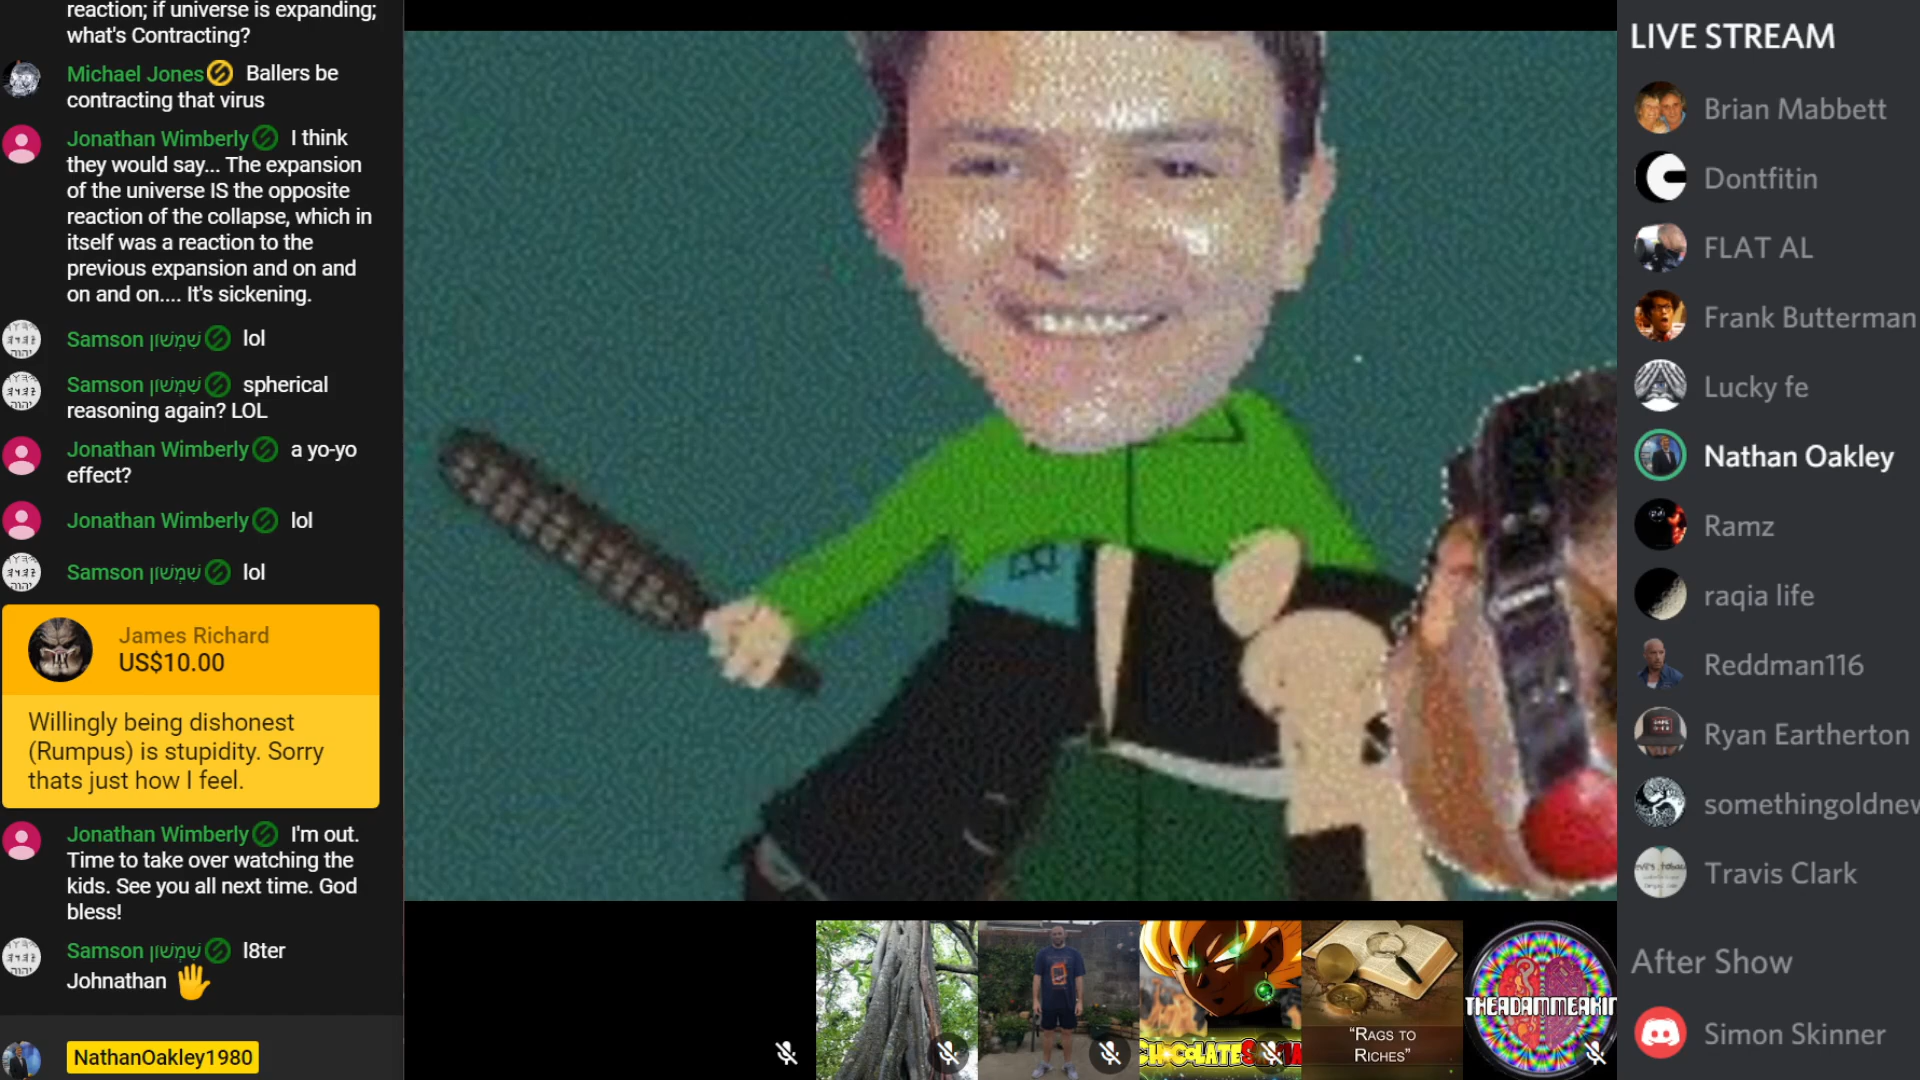 reaction; if universe is expanding;
what's Contracting?
Michael Jones Ballers be
contracting that virus
Jonathan Wimberly I think
they would say... The expansion
of the universe IS the opposite
reaction of the collapse, which in
itself was a reaction to the
previous expansion and on and
on and on.... It's sickening.
Samson שִׁמְשׁוֹן| lol
Samson שִׁמְשׁוֹן| spherical
reasoning again? LOL
Jonathan Wimberly a yo-yo
effect?
Jonathan Wimberly lol
Samson שִׁמְשׁוֹן| lol
James Richard
US$10.00
Willingly being dishonest
(Rumpus) is stupidity. Sorry
thats just how I feel.
Jonathan Wimberly I'm out.
Time to take over watching the
kids. See you all next time. God
bless!
Samson שִׁמְשׁוֹן| l8ter
Johnathan 🖐
NathanOakley1980
"RAGS TO
RICHES"
THEADAMMEAKIN
LIVE STREAM
Brian Mabbett
Dontfitin
FLAT AL
Frank Butterman
Lucky fe
Nathan Oakley
Ramz
raqia life
Reddman116
Ryan Eartherton
somethingoldnew
Travis Clark
After Show
Simon Skinner